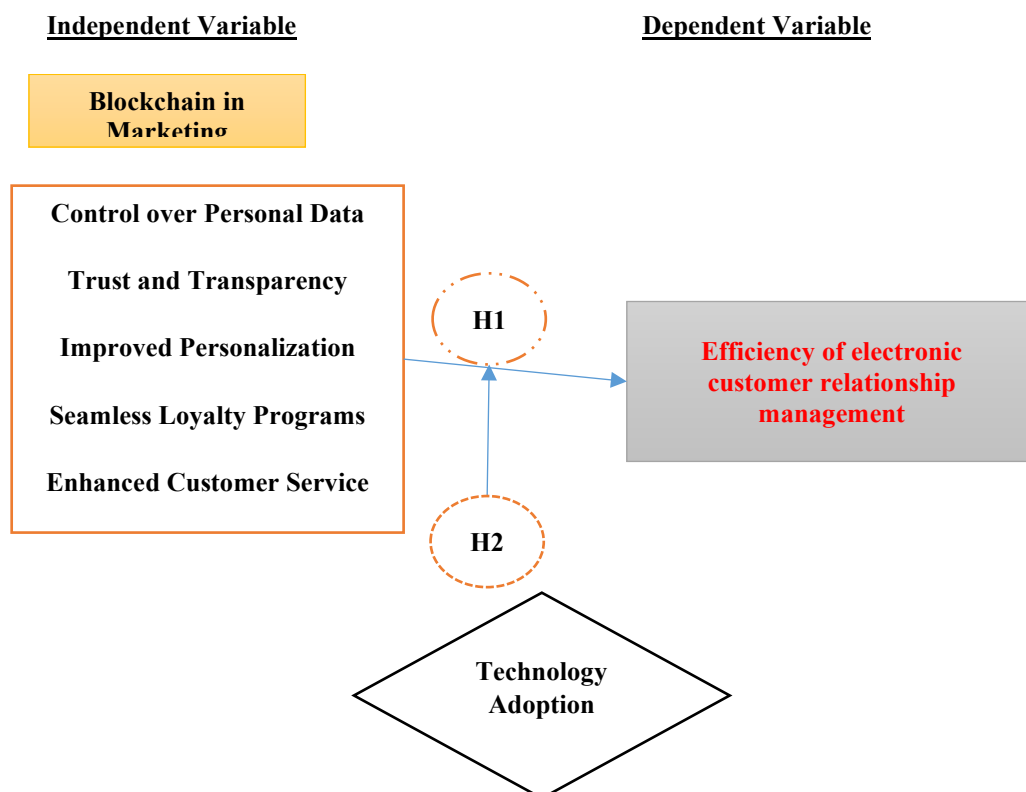 Independent Variable
Dependent Variable
Blockchain in
Marketing
Control over Personal Data
Trust and Transparency
Improved Personalization
Seamless Loyalty Programs
Enhanced Customer Service
H1
Efficiency of electronic
customer relationship
management
H2
Technology
Adoption